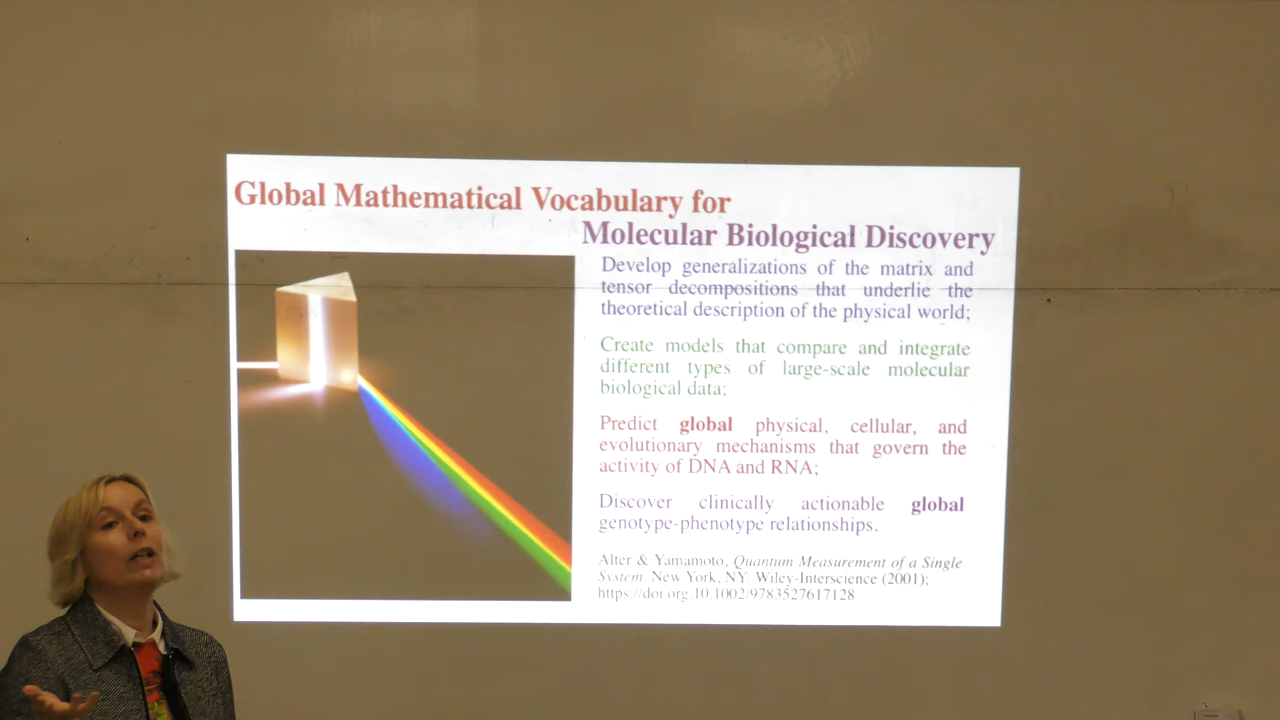 Global Mathematical Vocabulary for
Molecular Biological Discovery
Develop generalizations of the matrix and
tensor decompositions that underlie the
theoretical description of the physical world;
Create models that compare and integrate
different types of large-scale molecular
biological data;
Predict global physical, cellular, and
evolutionary mechanisms that govern the
activity of DNA and RNA;
Discover clinically actionable global
genotype-phenotype relationships.
Alter & Yamamoto, Quantum Measurement of a Single
System. New York, NY: Wiley-Interscience (2001);
https://doi.org.10.1002/9783527617128